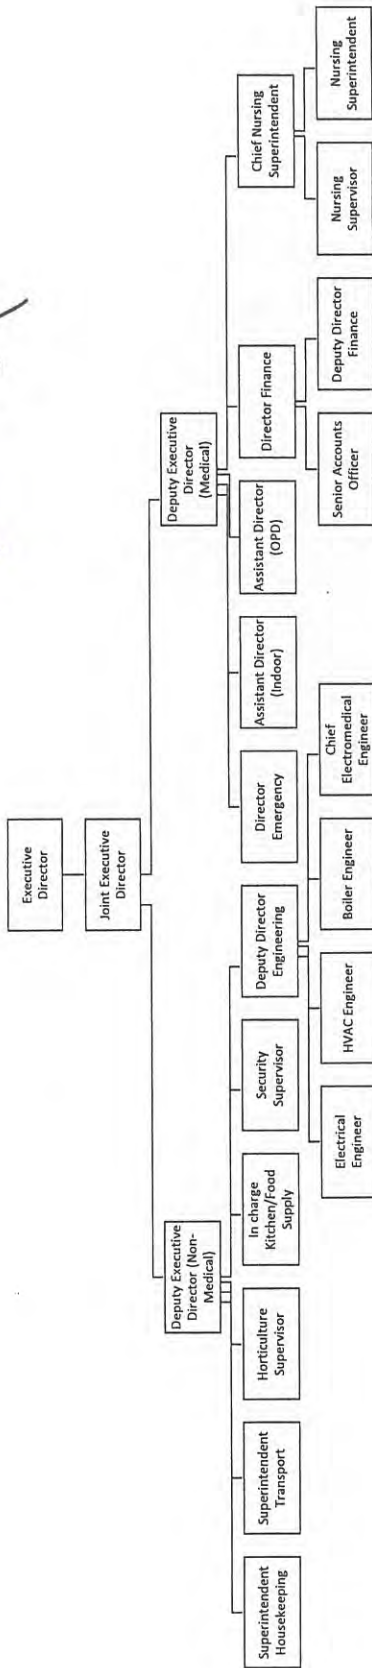 Executive
Director
Joint Executive
Director
Deputy Executive
Director (Non-
Medical)
Deputy Executive
Director
(Medical)
Superintendent
Housekeeping
Superintendent
Transport
Horticulture
Supervisor
In charge
Kitchen/Food
Supply
Security
Supervisor
Deputy Director
Engineering
Director
Emergency
Assistant Director
(Indoor)
Assistant Director
(OPD)
Director Finance
Chief Nursing
Superintendent
Electrical
Engineer
HVAC Engineer
Boiler Engineer
Chief
Electromedical
Engineer
Senior Accounts
Officer
Deputy Director
Finance
Nursing
Supervisor
Nursing
Superintendent